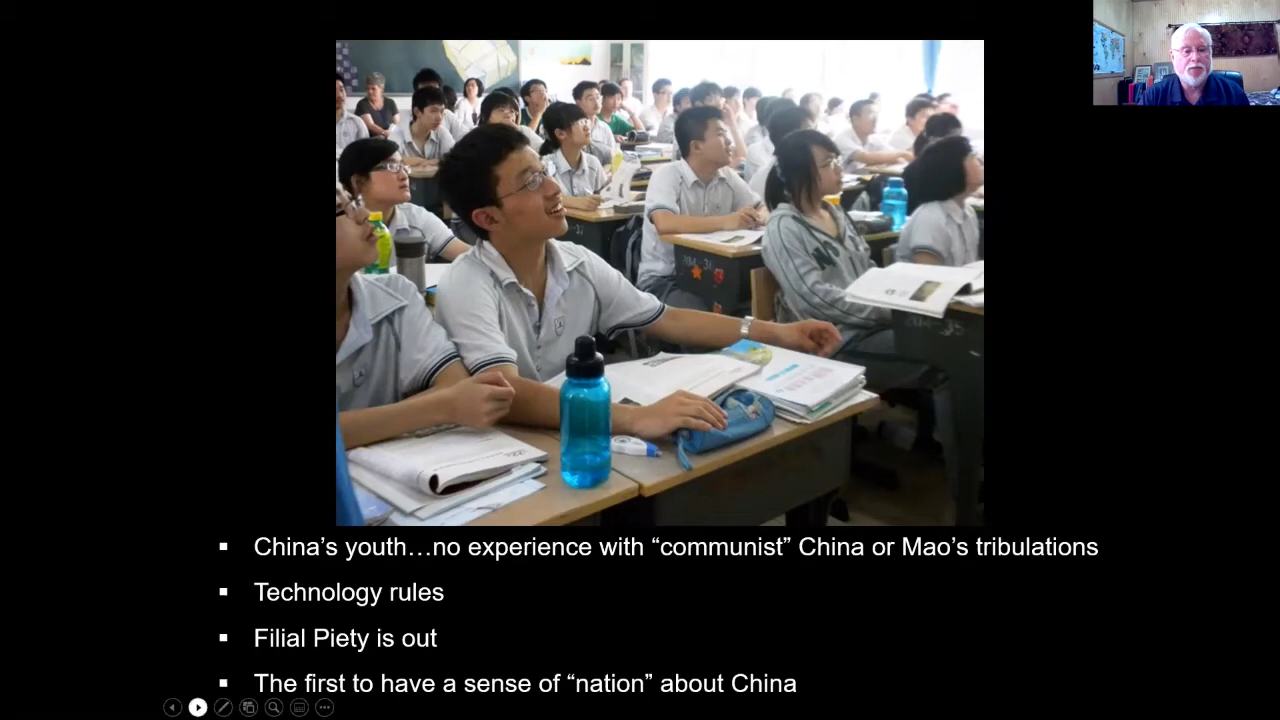 China’s youth…no experience with “communist” China or Mao’s tribulations
Technology rules
Filial Piety is out
The first to have a sense of “nation” about China